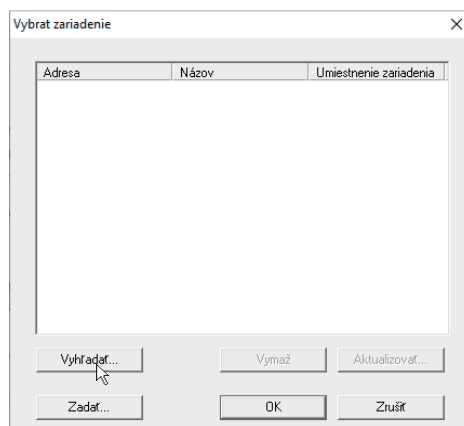 Vybrat zariadenie
Adresa Názov Umiestnenie zariadenia
Vyhľadať... Vymaž Aktualizovať...
Zadať... OK Zrušiť